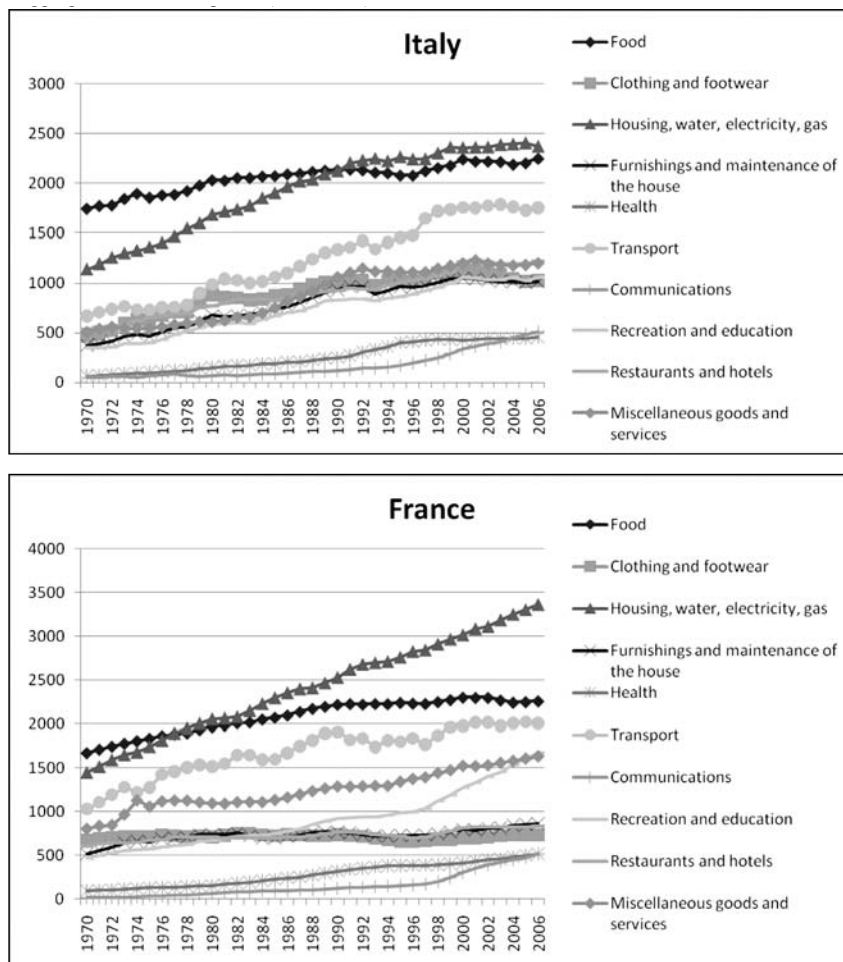 Italy
3000
2500
2000
1500
1000
500
0
1970
1972
1974
1976
1978
1980
1982
1984
1986
1988
1990
1992
1994
1996
1998
2000
2002
2004
2006
Food
Clothing and footwear
Housing, water, electricity, gas
Furnishings and maintenance of
the house
Health
Transport
Communications
Recreation and education
Restaurants and hotels
Miscellaneous goods and
services
France
4000
3500
3000
2500
2000
1500
1000
500
0
1970
1972
1974
1976
1978
1980
1982
1984
1986
1988
1990
1992
1994
1996
1998
2000
2002
2004
2006
Food
Clothing and footwear
Housing, water, electricity, gas
Furnishings and maintenance of
the house
Health
Transport
Communications
Recreation and education
Restaurants and hotels
Miscellaneous goods and
services